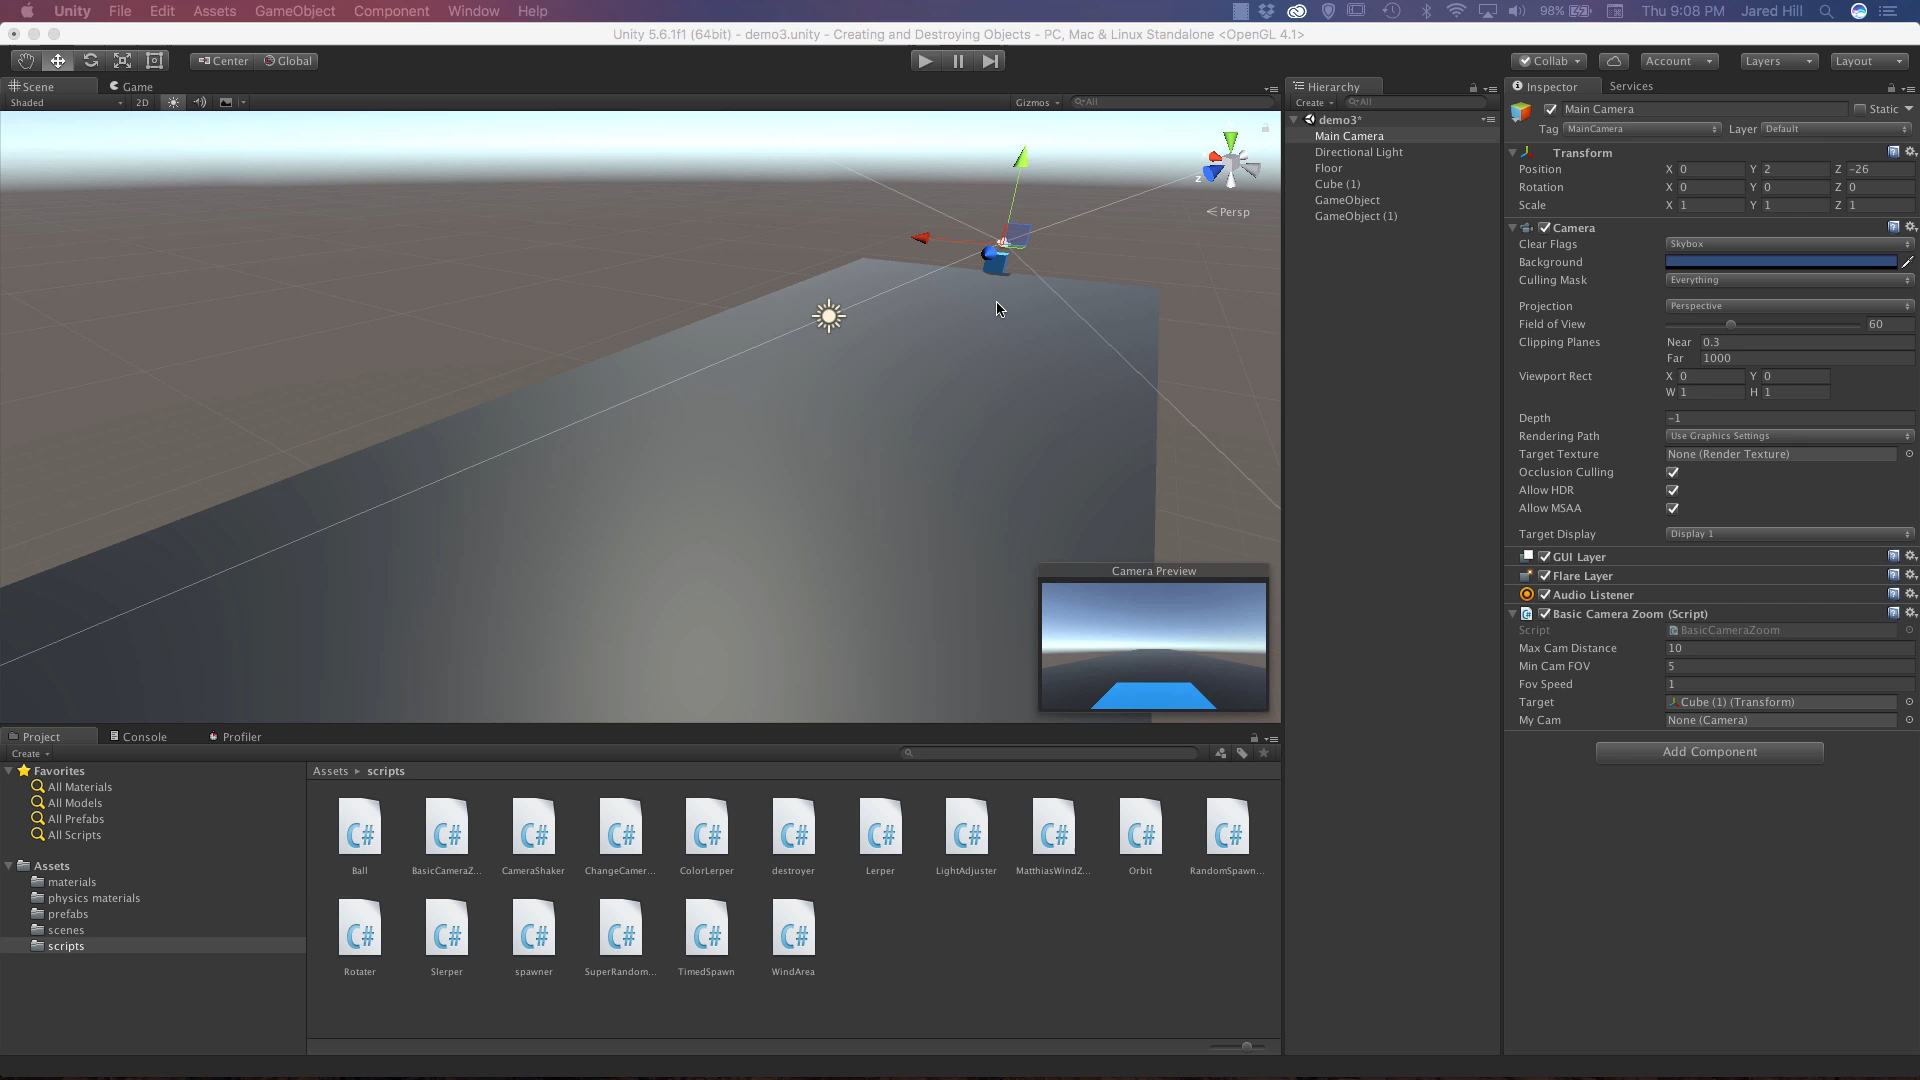 Unity File Edit Assets GameObject Component Window Help 98% Thu 9:08 PM Jared Hill
Unity 5.6.1f1 (64bit) - demo3.unity - Creating and Destroying Objects - PC, Mac & Linux Standalone <OpenGL 4.1>
Center Global Collab Account Layers Layout
Scene Game
Shaded 2D Gizmos All
z
Persp
Camera Preview
Hierarchy
Create All
demo3*
Main Camera
Directional Light
Floor
Cube (1)
GameObject
GameObject (1)
Inspector Services
Main Camera Static
Tag MainCamera Layer Default
Transform
Position X 0 Y 2 Z -26
Rotation X 0 Y 0 Z 0
Scale X 1 Y 1 Z 1
Camera
Clear Flags Skybox
Background
Culling Mask Everything
Projection Perspective
Field of View 60
Clipping Planes Near 0.3
Far 1000
Viewport Rect X 0 Y 0
W 1 H 1
Depth -1
Rendering Path Use Graphics Settings
Target Texture None (Render Texture)
Occlusion Culling
Allow HDR
Allow MSAA
Target Display Display 1
GUI Layer
Flare Layer
Audio Listener
Basic Camera Zoom (Script)
Script BasicCameraZoom
Max Cam Distance 10
Min Cam FOV 5
Fov Speed 1
Target Cube (1) (Transform)
My Cam None (Camera)
Add Component
Project Console Profiler
Create
Favorites
All Materials
All Models
All Prefabs
All Scripts
Assets
materials
physics materials
prefabs
scenes
scripts
Assets ▸ scripts
C# C# C# C# C# C# C# C# C# C# C#
Ball BasicCameraZ... CameraShaker ChangeCamer... ColorLerper destroyer Lerper LightAdjuster MatthiasWindZ... Orbit RandomSpawn...
C# C# C# C# C# C#
Rotater Slerper spawner SuperRandom... TimedSpawn WindArea